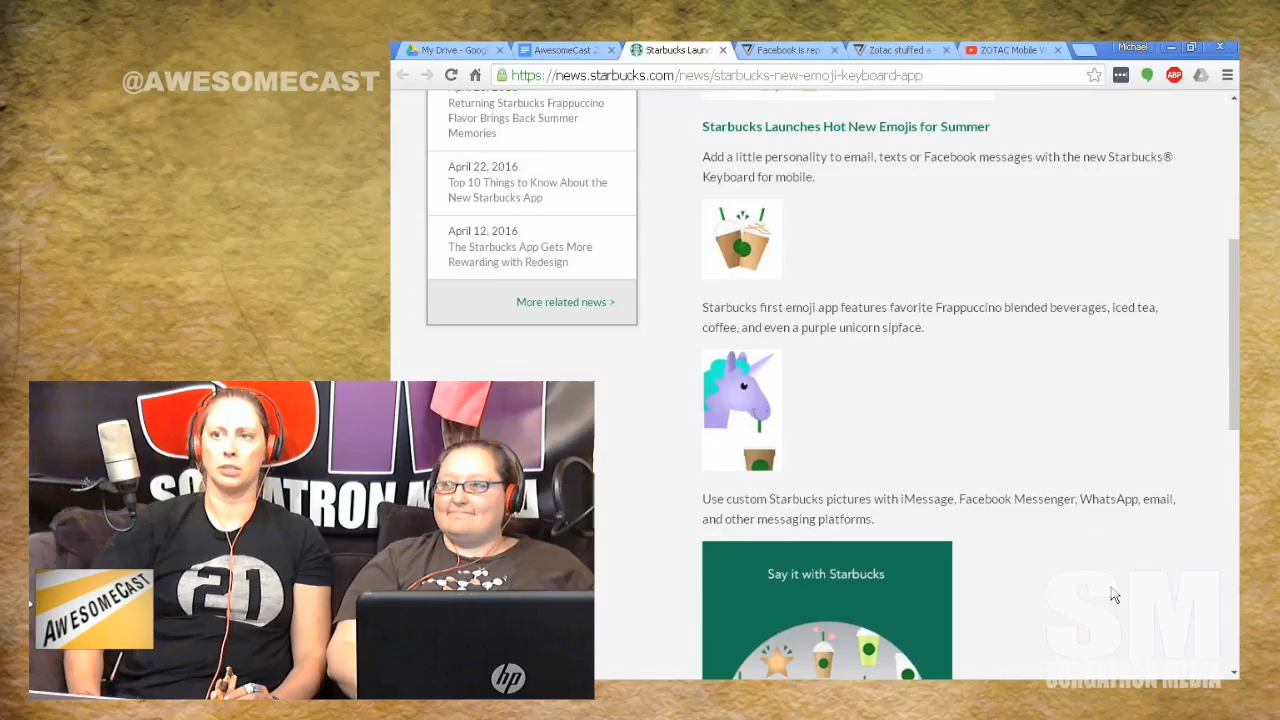 @AWESOMECAST
My Drive - Goog
AwesomeCast 2
Starbucks Laun
Facebook is rep
Zotac stuffed a
ZOTAC Mobile V
Michael
https://news.starbucks.com/news/starbucks-new-emoji-keyboard-app
ABP
Returning Starbucks Frappuccino
Flavor Brings Back Summer
Memories
April 22, 2016
Top 10 Things to Know About the
New Starbucks App
April 12, 2016
The Starbucks App Gets More
Rewarding with Redesign
More related news >
Starbucks Launches Hot New Emojis for Summer
Add a little personality to email, texts or Facebook messages with the new Starbucks®
Keyboard for mobile.
Starbucks first emoji app features favorite Frappuccino blended beverages, iced tea,
coffee, and even a purple unicorn sipface.
Use custom Starbucks pictures with iMessage, Facebook Messenger, WhatsApp, email,
and other messaging platforms.
Say it with Starbucks
21
AWESOMECAST
hp
SM
SORGATRON MEDIA